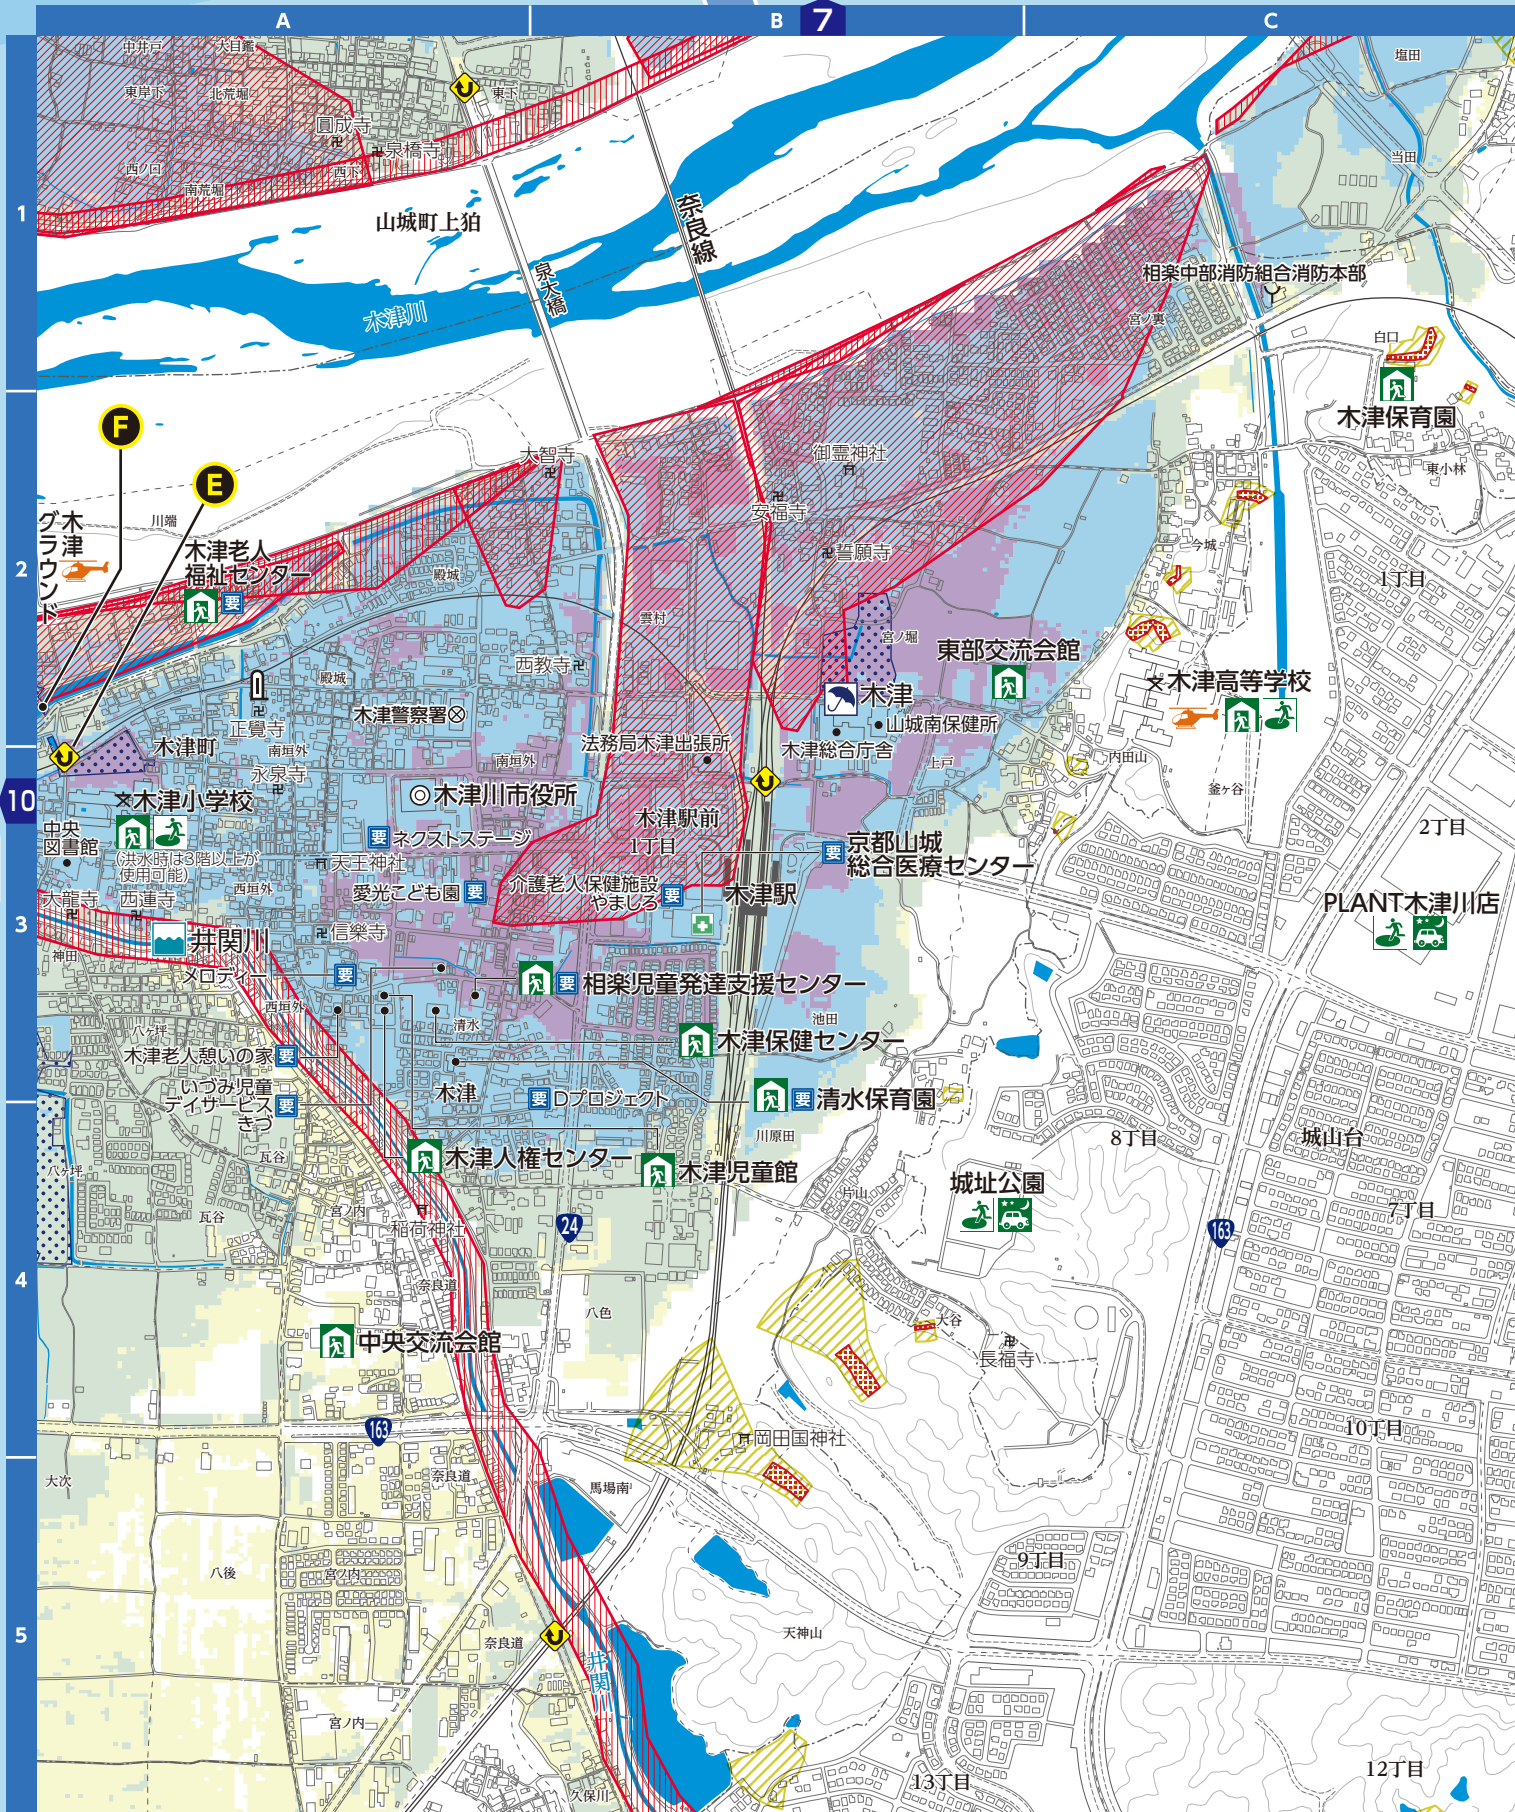 A
B
7
C
中井戸
大目鑑
東岸下
北荒堀
東下
圓成寺
泉橋寺
西ノ口
西下
南荒堀
塩田
当田
1
山城町上狛
奈良線
泉大橋
木津川
相楽中部消防組合消防本部
宮ノ裏
白口
木津保育園
東小林
F
E
大智寺
御霊神社
安福寺
誓願寺
川端
木津
グラウンド
木津老人
福祉センター
要
殿城
2
雲村
今城
1丁目
宮ノ堀
東部交流会館
西教寺
殿城
木津高等学校
木津
山城南保健所
木津警察署
正覺寺
木津町
南垣外
法務局木津出張所
木津総合庁舎
南垣外
上戸
内田山
永泉寺
釜ヶ谷
10
木津小学校
木津川市役所
木津駅前
1丁目
2丁目
中央
図書館
(洪水時は3階以上が
使用可能)
要
ネクストステージ
天王神社
要
京都山城
総合医療センター
西垣外
愛光こども園
要
介護老人保健施設
やましろ
要
木津駅
大龍寺
西蓮寺
PLANT木津川店
3
井関川
信樂寺
神田
メロディー
要
要
相楽児童発達支援センター
西垣外
八ヶ坪
清水
池田
木津老人憩いの家
要
木津保健センター
いづみ児童
デイサービス
きづ
要
木津
要
Dプロジェクト
要
清水保育園
川原田
8丁目
城山台
瓦谷
木津人権センター
木津児童館
八ヶ坪
城址公園
片山
瓦谷
宮ノ内
稲荷神社
24
163
7丁目
4
奈良道
八色
大谷
中央交流会館
長福寺
163
岡田国神社
10丁目
大次
奈良道
馬場南
八後
宮ノ内
9丁目
5
奈良道
天神山
井関川
宮ノ内
久保川
13丁目
12丁目